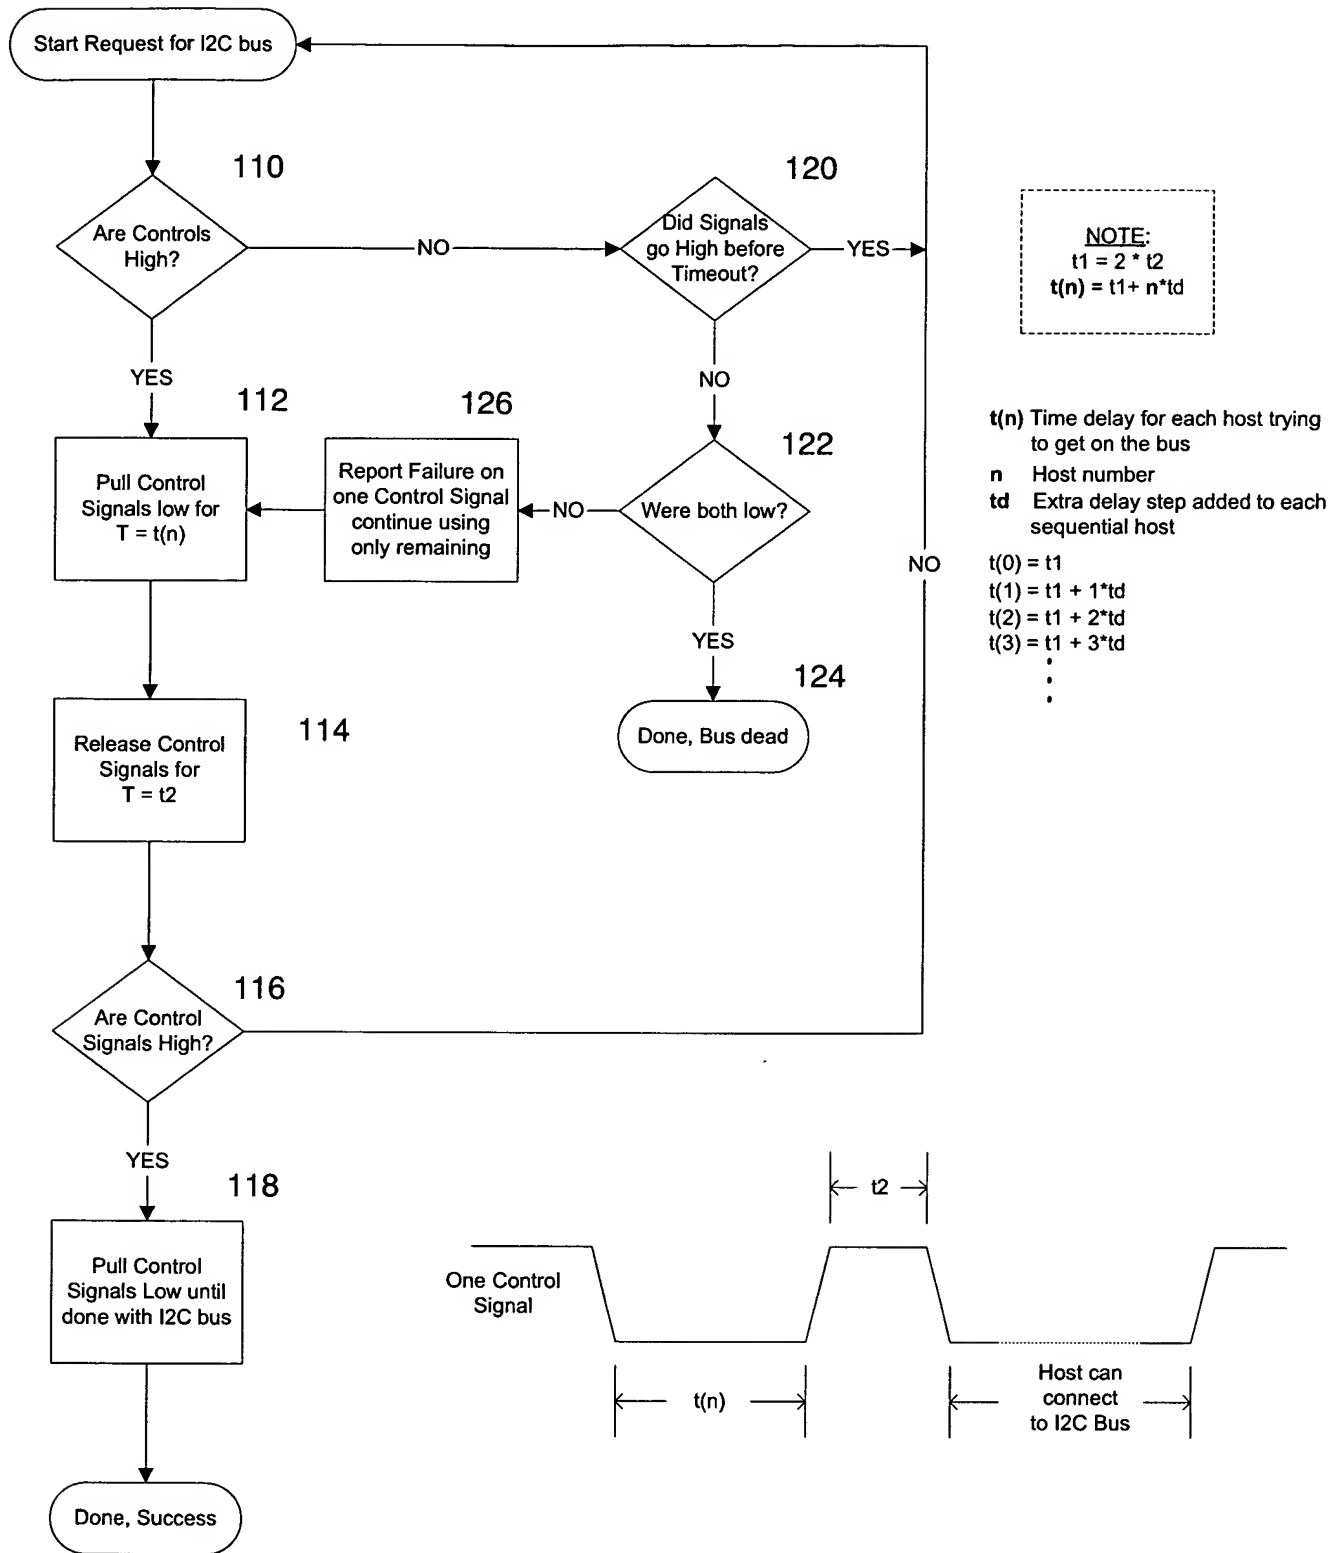 Start Request for I2C bus
110
Are Controls
High?
NO
120
Did Signals
go High before
Timeout?
YES
NOTE:
t1 = 2 * t2
t(n) = t1+ n*td
YES
NO
112
Pull Control
Signals low for
T = t(n)
126
Report Failure on
one Control Signal
continue using
only remaining
NO
122
Were both low?
t(n) Time delay for each host trying
to get on the bus
n Host number
td Extra delay step added to each
sequential host
t(0) = t1
t(1) = t1 + 1*td
t(2) = t1 + 2*td
t(3) = t1 + 3*td
NO
YES
124
Done, Bus dead
114
Release Control
Signals for
T = t2
116
Are Control
Signals High?
YES
118
Pull Control
Signals Low until
done with I2C bus
Done, Success
t2
One Control
Signal
t(n)
Host can
connect
to I2C Bus